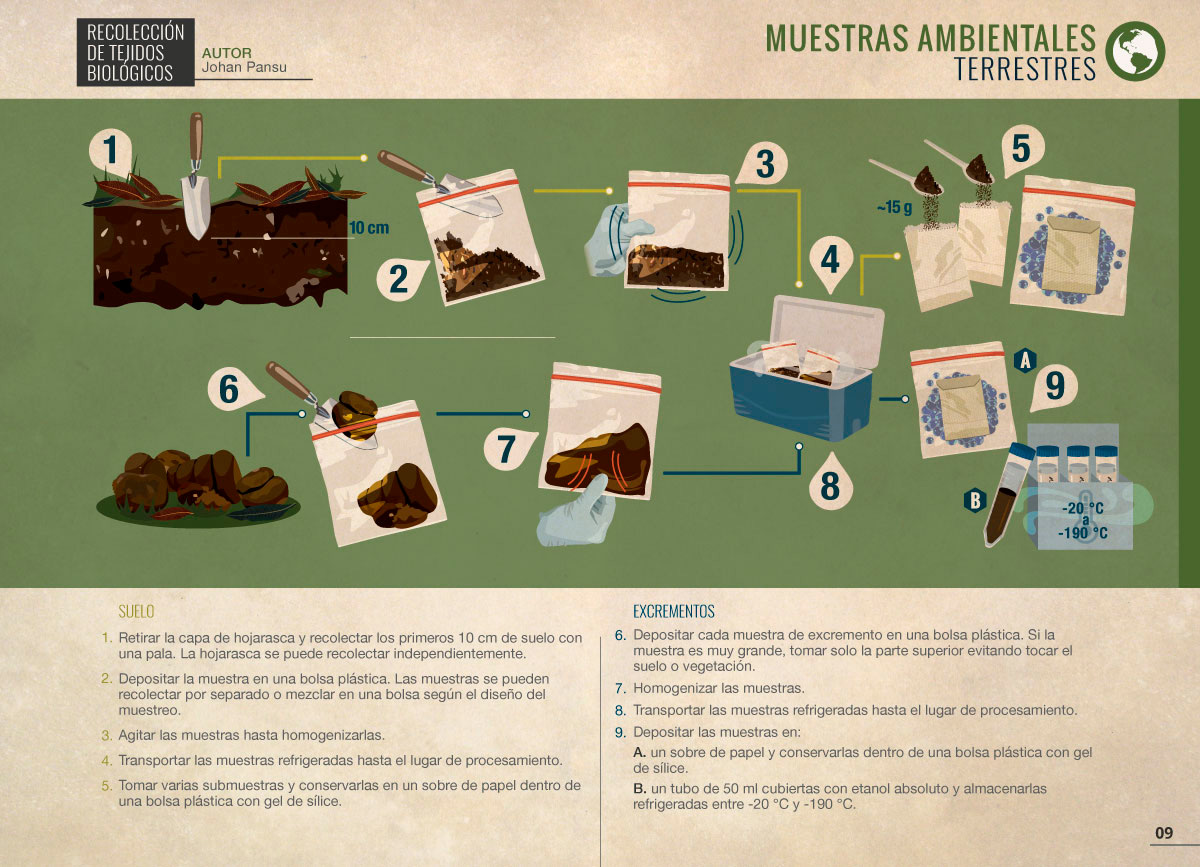 RECOLECCIÓN
DE TEJIDOS
BIOLÓGICOS
AUTOR
Johan Pansu
MUESTRAS AMBIENTALES
TERRESTRES
1
10 cm
2
3
4
~15 g
5
6
7
8
A
9
B
-20 °C
a
-190 °C
SUELO
1. Retirar la capa de hojarasca y recolectar los primeros 10 cm de suelo con
una pala. La hojarasca se puede recolectar independientemente.
2. Depositar la muestra en una bolsa plástica. Las muestras se pueden
recolectar por separado o mezclar en una bolsa según el diseño del
muestreo.
3. Agitar las muestras hasta homogenizarlas.
4. Transportar las muestras refrigeradas hasta el lugar de procesamiento.
5. Tomar varias submuestras y conservarlas en un sobre de papel dentro de
una bolsa plástica con gel de sílice.
EXCREMENTOS
6. Depositar cada muestra de excremento en una bolsa plástica. Si la
muestra es muy grande, tomar solo la parte superior evitando tocar el
suelo o vegetación.
7. Homogenizar las muestras.
8. Transportar las muestras refrigeradas hasta el lugar de procesamiento.
9. Depositar las muestras en:
A. un sobre de papel y conservarlas dentro de una bolsa plástica con gel
de sílice.
B. un tubo de 50 ml cubiertas con etanol absoluto y almacenarlas
refrigeradas entre -20 °C y -190 °C.
09